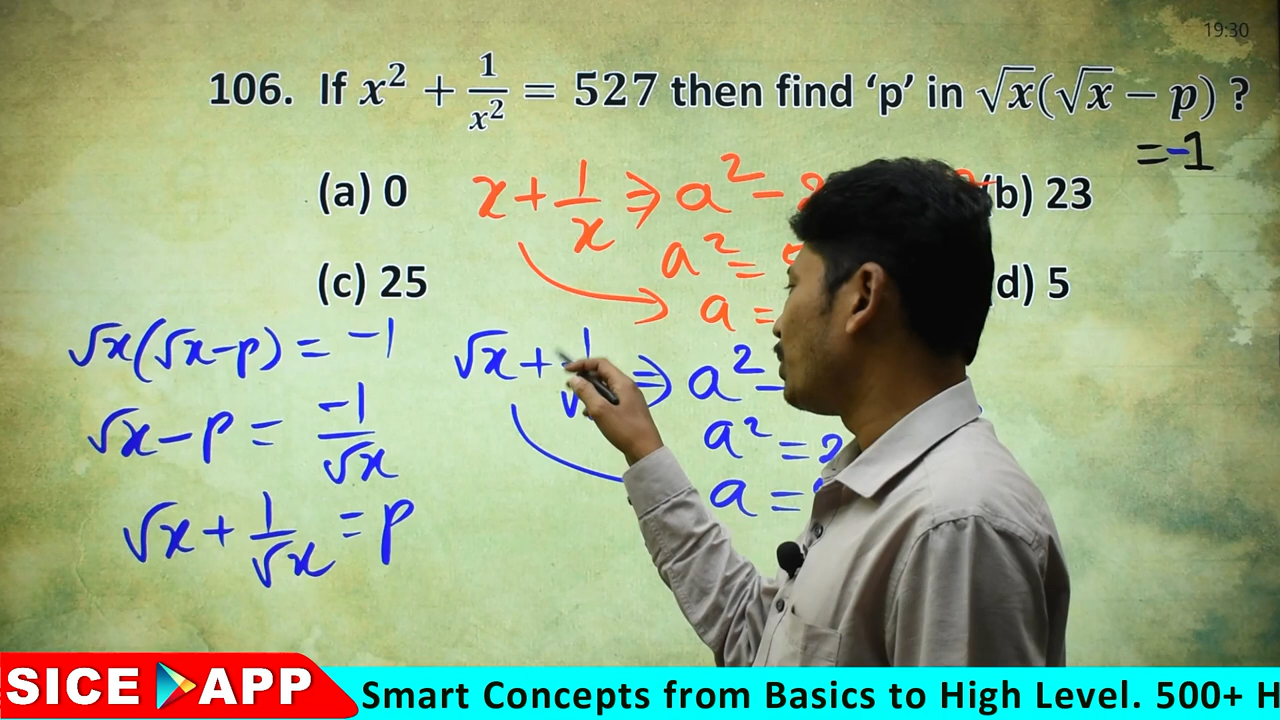 19:30
106. If x² + 1/x² = 527 then find ‘p’ in √x(√x − p) ?
= -1
(a) 0
(b) 23
(c) 25
(d) 5
x + 1/x ⇒ a² −
a² =
a =
√x(√x−p) = −1
√x − p = −1/√x
√x + 1/√x = p
√x + ⇒ a² −
a² = 2
a =
SICE APP
Smart Concepts from Basics to High Level. 500+ H